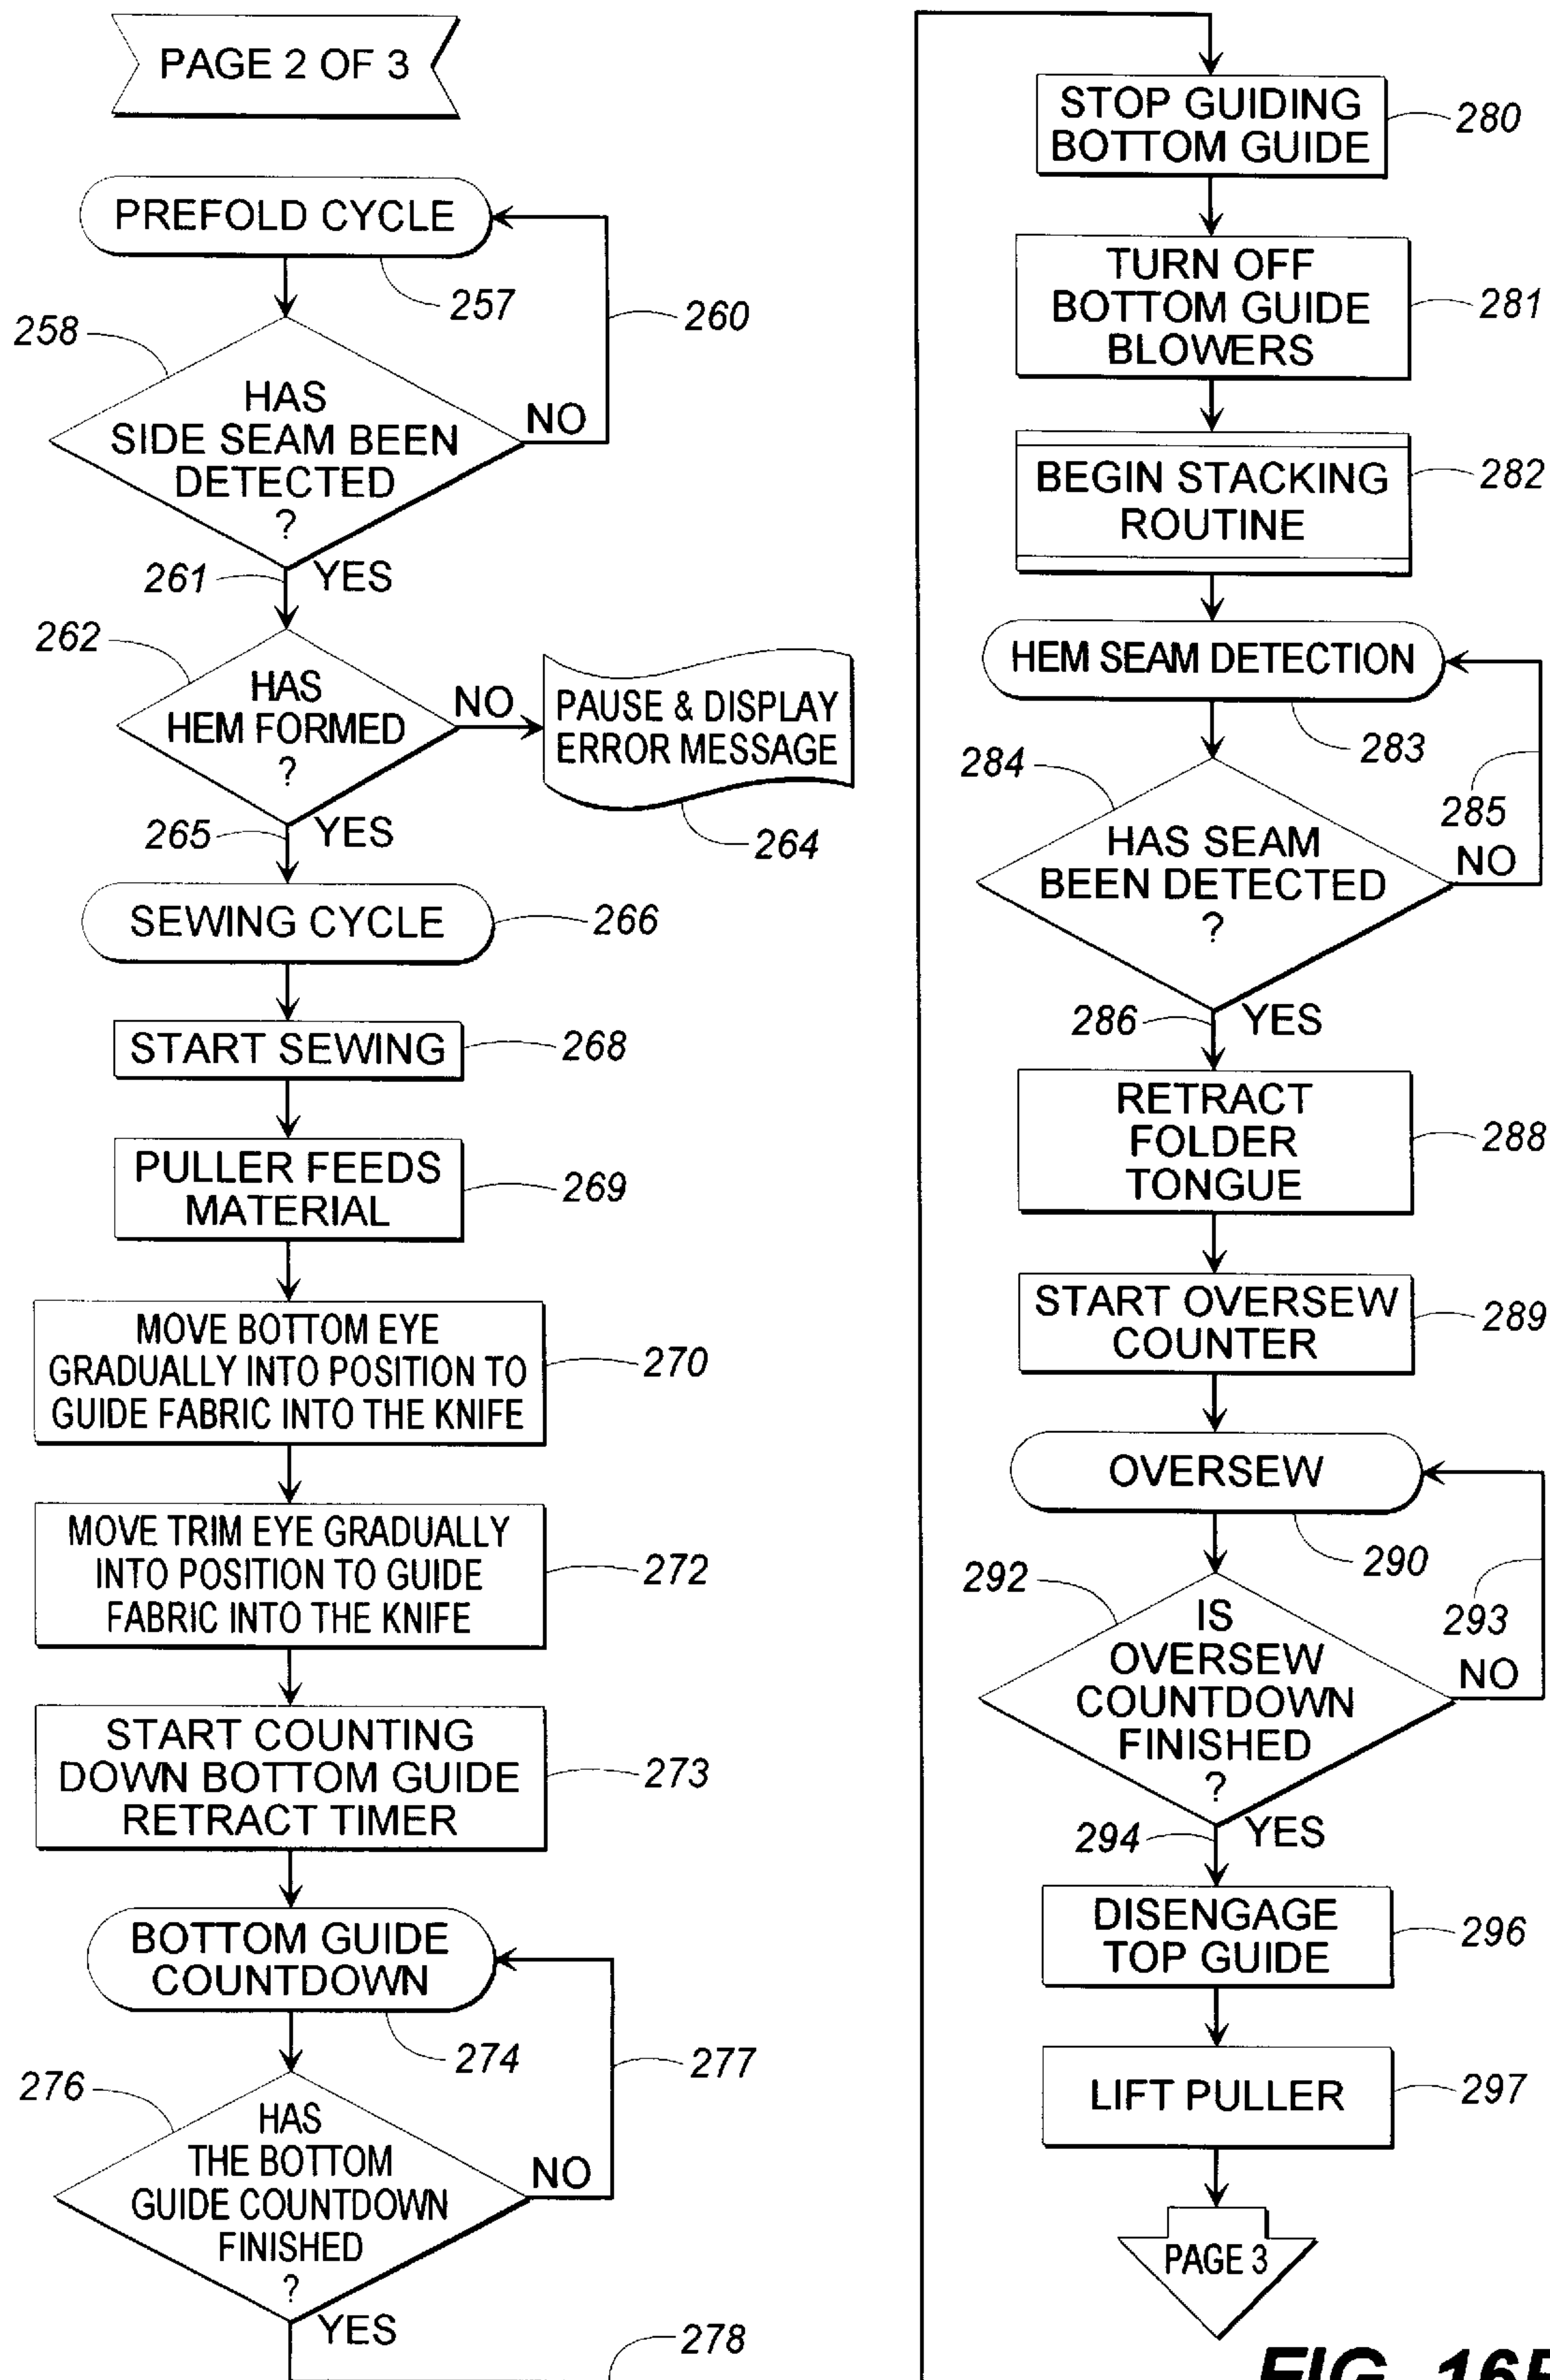 PAGE 2 OF 3
PREFOLD CYCLE
257
258
260
HAS
SIDE SEAM BEEN
DETECTED
?
NO
261
YES
262
HAS
HEM FORMED
?
NO
PAUSE & DISPLAY
ERROR MESSAGE
264
265
YES
SEWING CYCLE
266
START SEWING
268
PULLER FEEDS
MATERIAL
269
MOVE BOTTOM EYE
GRADUALLY INTO POSITION TO
GUIDE FABRIC INTO THE KNIFE
270
MOVE TRIM EYE GRADUALLY
INTO POSITION TO GUIDE
FABRIC INTO THE KNIFE
272
START COUNTING
DOWN BOTTOM GUIDE
RETRACT TIMER
273
BOTTOM GUIDE
COUNTDOWN
274
276
277
HAS
THE BOTTOM
GUIDE COUNTDOWN
FINISHED
?
NO
YES
278
STOP GUIDING
BOTTOM GUIDE
280
TURN OFF
BOTTOM GUIDE
BLOWERS
281
BEGIN STACKING
ROUTINE
282
HEM SEAM DETECTION
283
284
285
HAS SEAM
BEEN DETECTED
?
NO
286
YES
RETRACT
FOLDER
TONGUE
288
START OVERSEW
COUNTER
289
OVERSEW
290
292
293
IS
OVERSEW
COUNTDOWN
FINISHED
?
NO
294
YES
DISENGAGE
TOP GUIDE
296
LIFT PULLER
297
PAGE 3
FIG. 16B